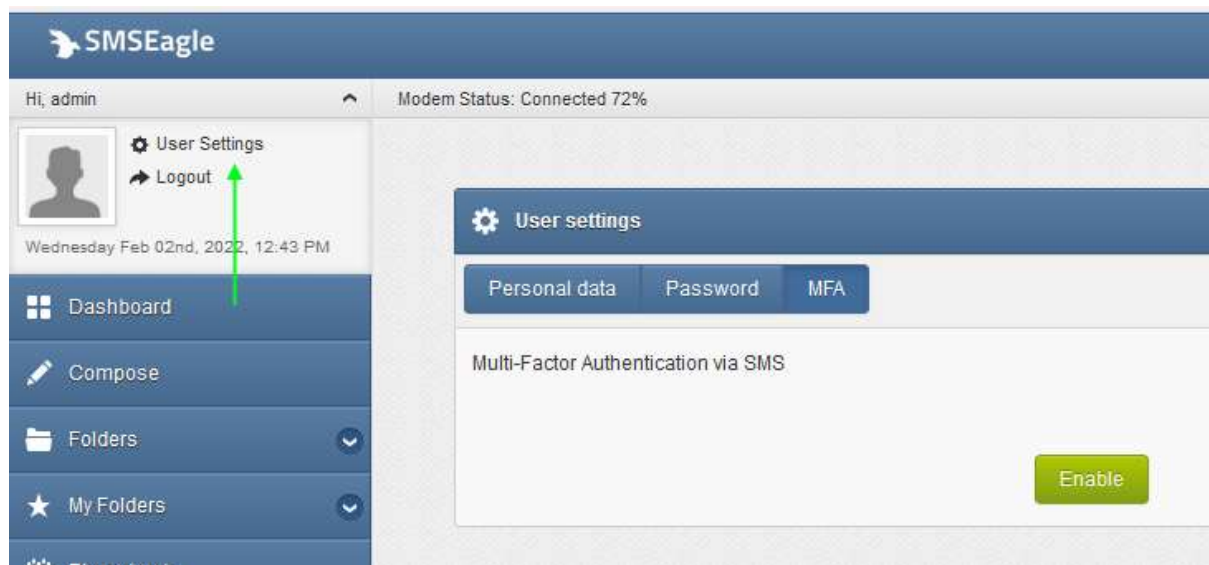 SMSEagle
Hi, admin
Modem Status: Connected 72%
User Settings
Logout
Wednesday Feb 02nd, 2022, 12:43 PM
Dashboard
Compose
Folders
My Folders
User settings
Personal data Password MFA
Multi-Factor Authentication via SMS
Enable